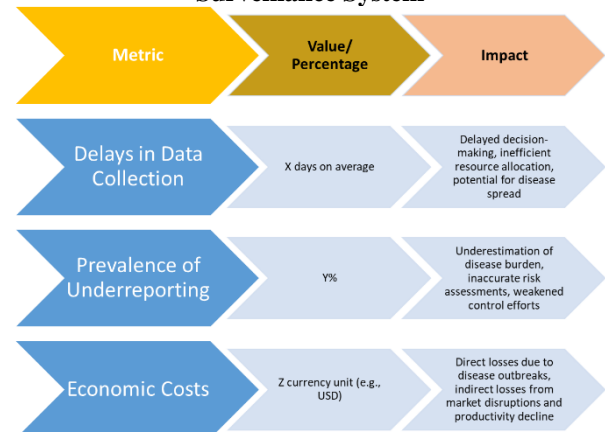 Surveillance System
Metric
Value/
Percentage
Impact
Delays in Data
Collection
X days on average
Delayed decision-
making, inefficient
resource allocation,
potential for disease
spread
Prevalence of
Underreporting
Y%
Underestimation of
disease burden,
inaccurate risk
assessments, weakened
control efforts
Economic Costs
Z currency unit (e.g.,
USD)
Direct losses due to
disease outbreaks,
indirect losses from
market disruptions and
productivity decline